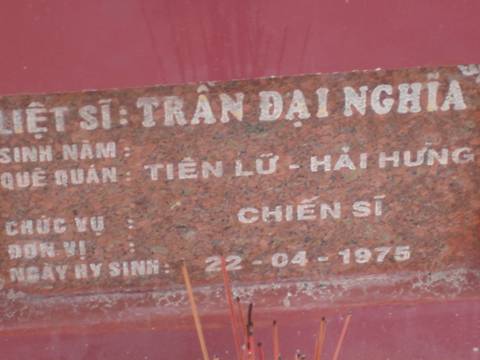 LIỆT SĨ : TRẦN ĐẠI NGHĨA
SINH NĂM :
QUÊ QUÁN : TIÊN LỮ - HẢI HƯNG
CHỨC VỤ : CHIẾN SĨ
ĐƠN VỊ :
NGÀY HY SINH : 22 - 04 - 1975